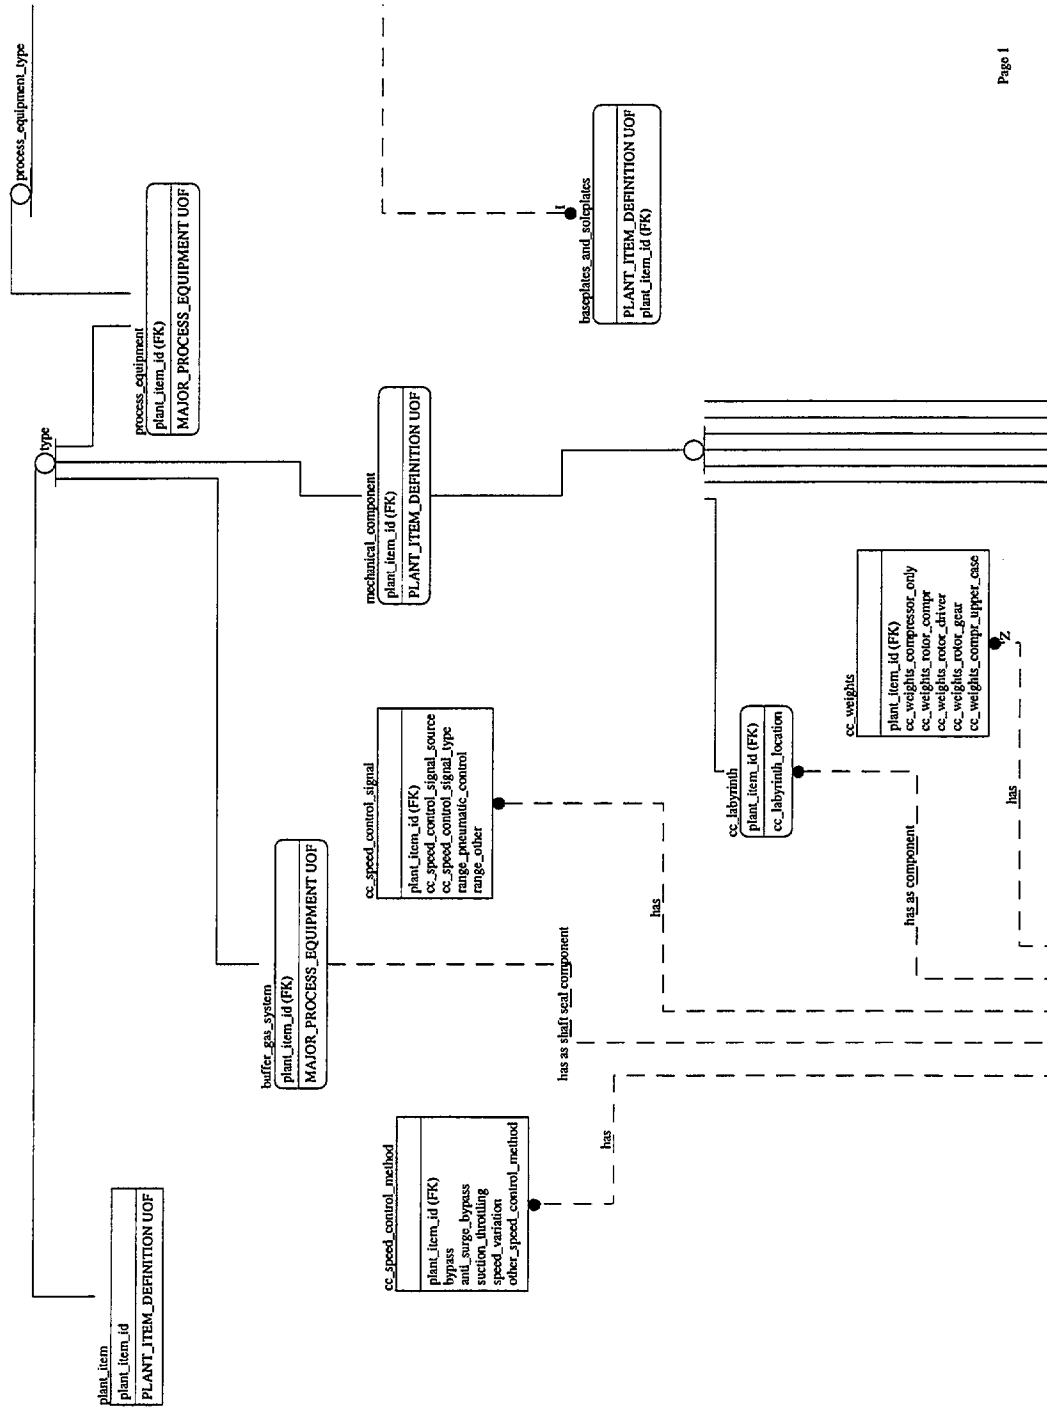 plant_item
plant_item_id
PLANT_ITEM_DEFINITION UOF
type
process_equipment_type
process_equipment
plant_item_id (FK)
MAJOR_PROCESS_EQUIPMENT UOF
buffer_gas_system
plant_item_id (FK)
MAJOR_PROCESS_EQUIPMENT UOF
mechanical_component
plant_item_id (FK)
PLANT_ITEM_DEFINITION UOF
cc_speed_control_method
plant_item_id (FK)
bypass
anti_surge_bypass
suction_throttling
speed_variation
other_speed_control_method
has
cc_speed_control_signal
plant_item_id (FK)
cc_speed_control_signal_source
cc_speed_control_signal_type
range_pneumatic_control
range_other
has
has as shaft seal component
baseplates_and_soleplates
PLANT_ITEM_DEFINITION UOF
plant_item_id (FK)
1
cc_labyrinth
plant_item_id (FK)
cc_labyrinth_location
has as component
cc_weights
plant_item_id (FK)
cc_weights_compressor_only
cc_weights_rotor_compr
cc_weights_rotor_driver
cc_weights_rotor_gear
cc_weights_compr_upper_case
Z
has
Page 1